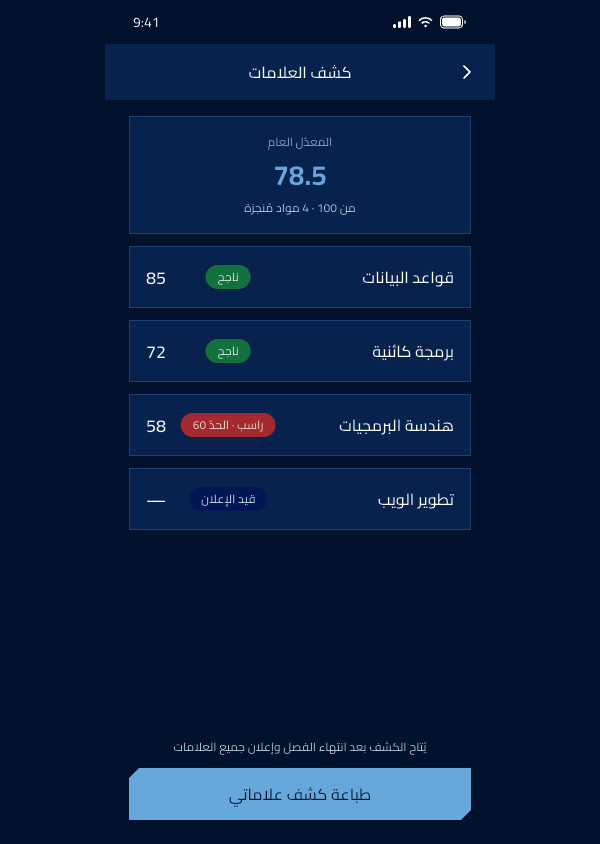 9:41
كشف العلامات
المعدّل العام
78.5
من 100 · 4 مواد مُنجزة
قواعد البيانات ناجح 85
برمجة كائنية ناجح 72
هندسة البرمجيات راسب · الحدّ 60 58
تطوير الويب قيد الإعلان —
يُتاح الكشف بعد انتهاء الفصل وإعلان جميع العلامات
طباعة كشف علاماتي